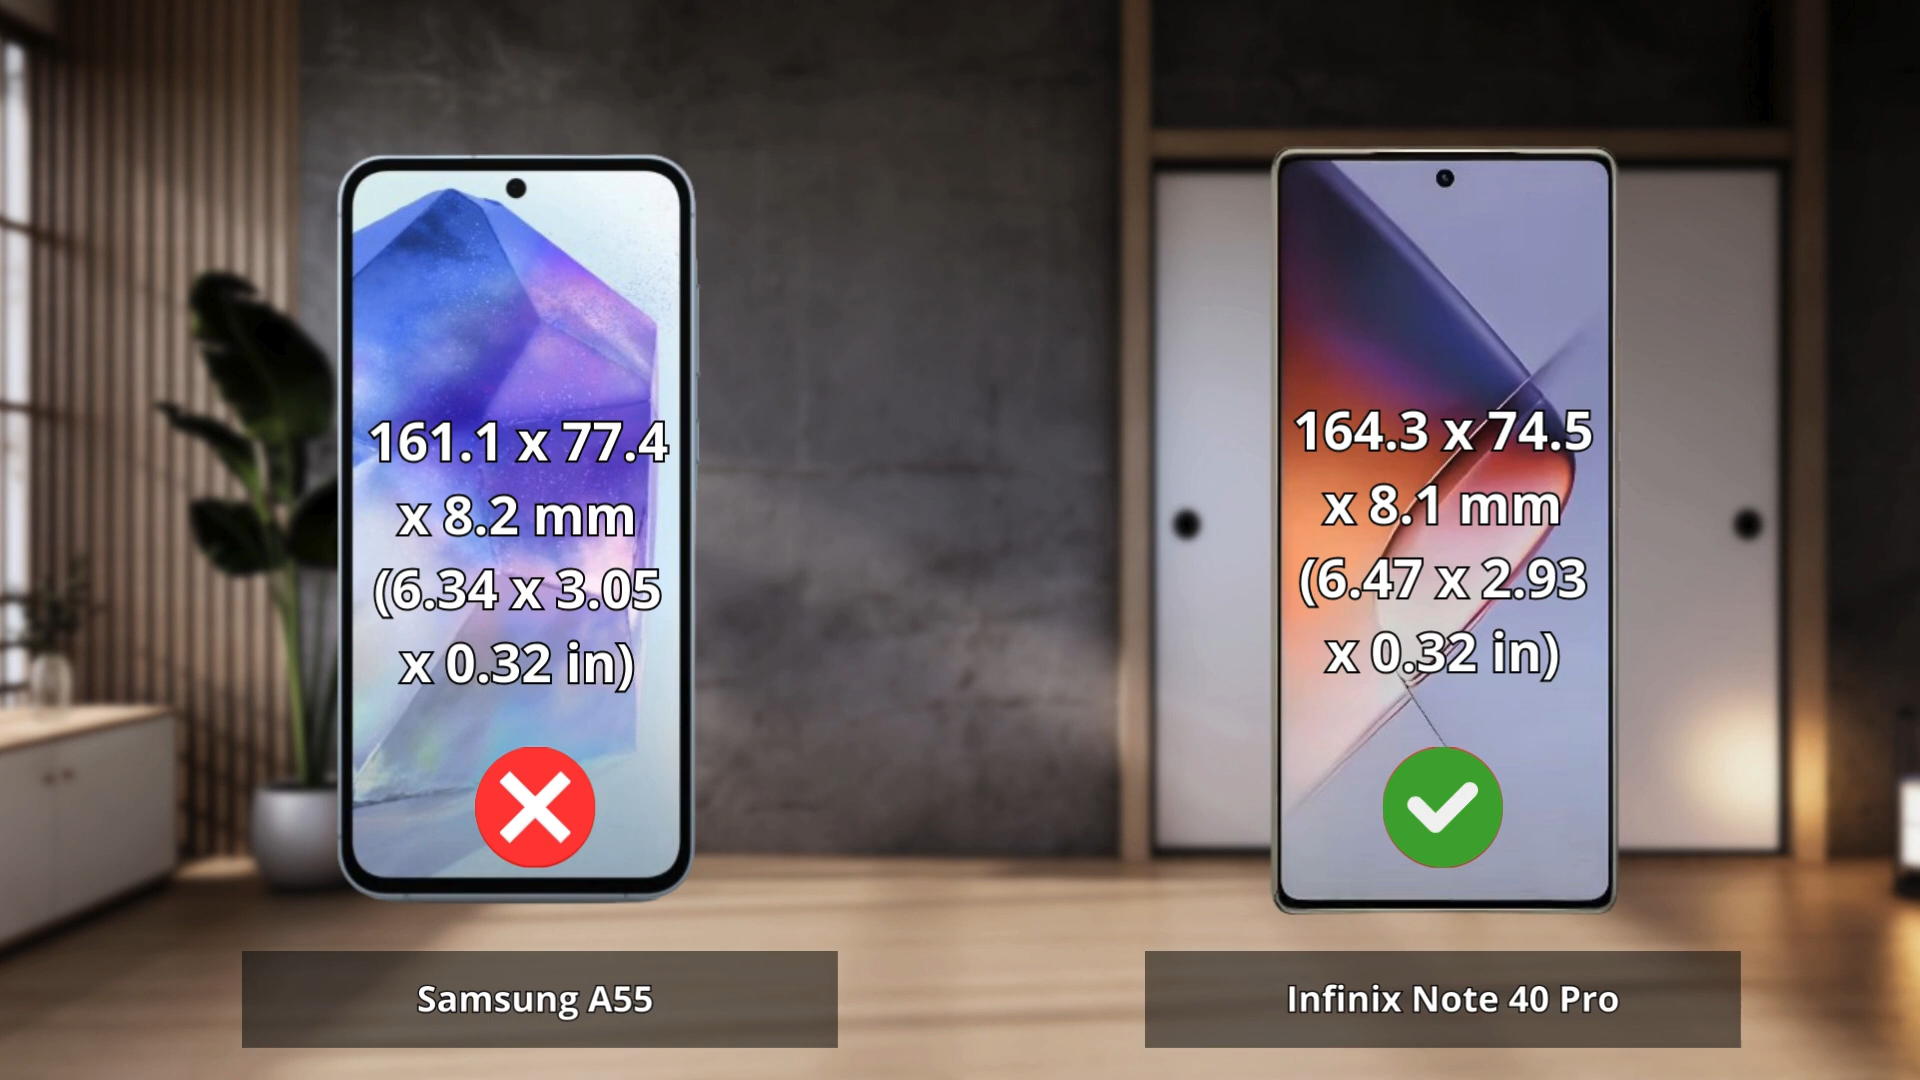 161.1 x 77.4
x 8.2 mm
(6.34 x 3.05
x 0.32 in)
Samsung A55
164.3 x 74.5
x 8.1 mm
(6.47 x 2.93
x 0.32 in)
Infinix Note 40 Pro